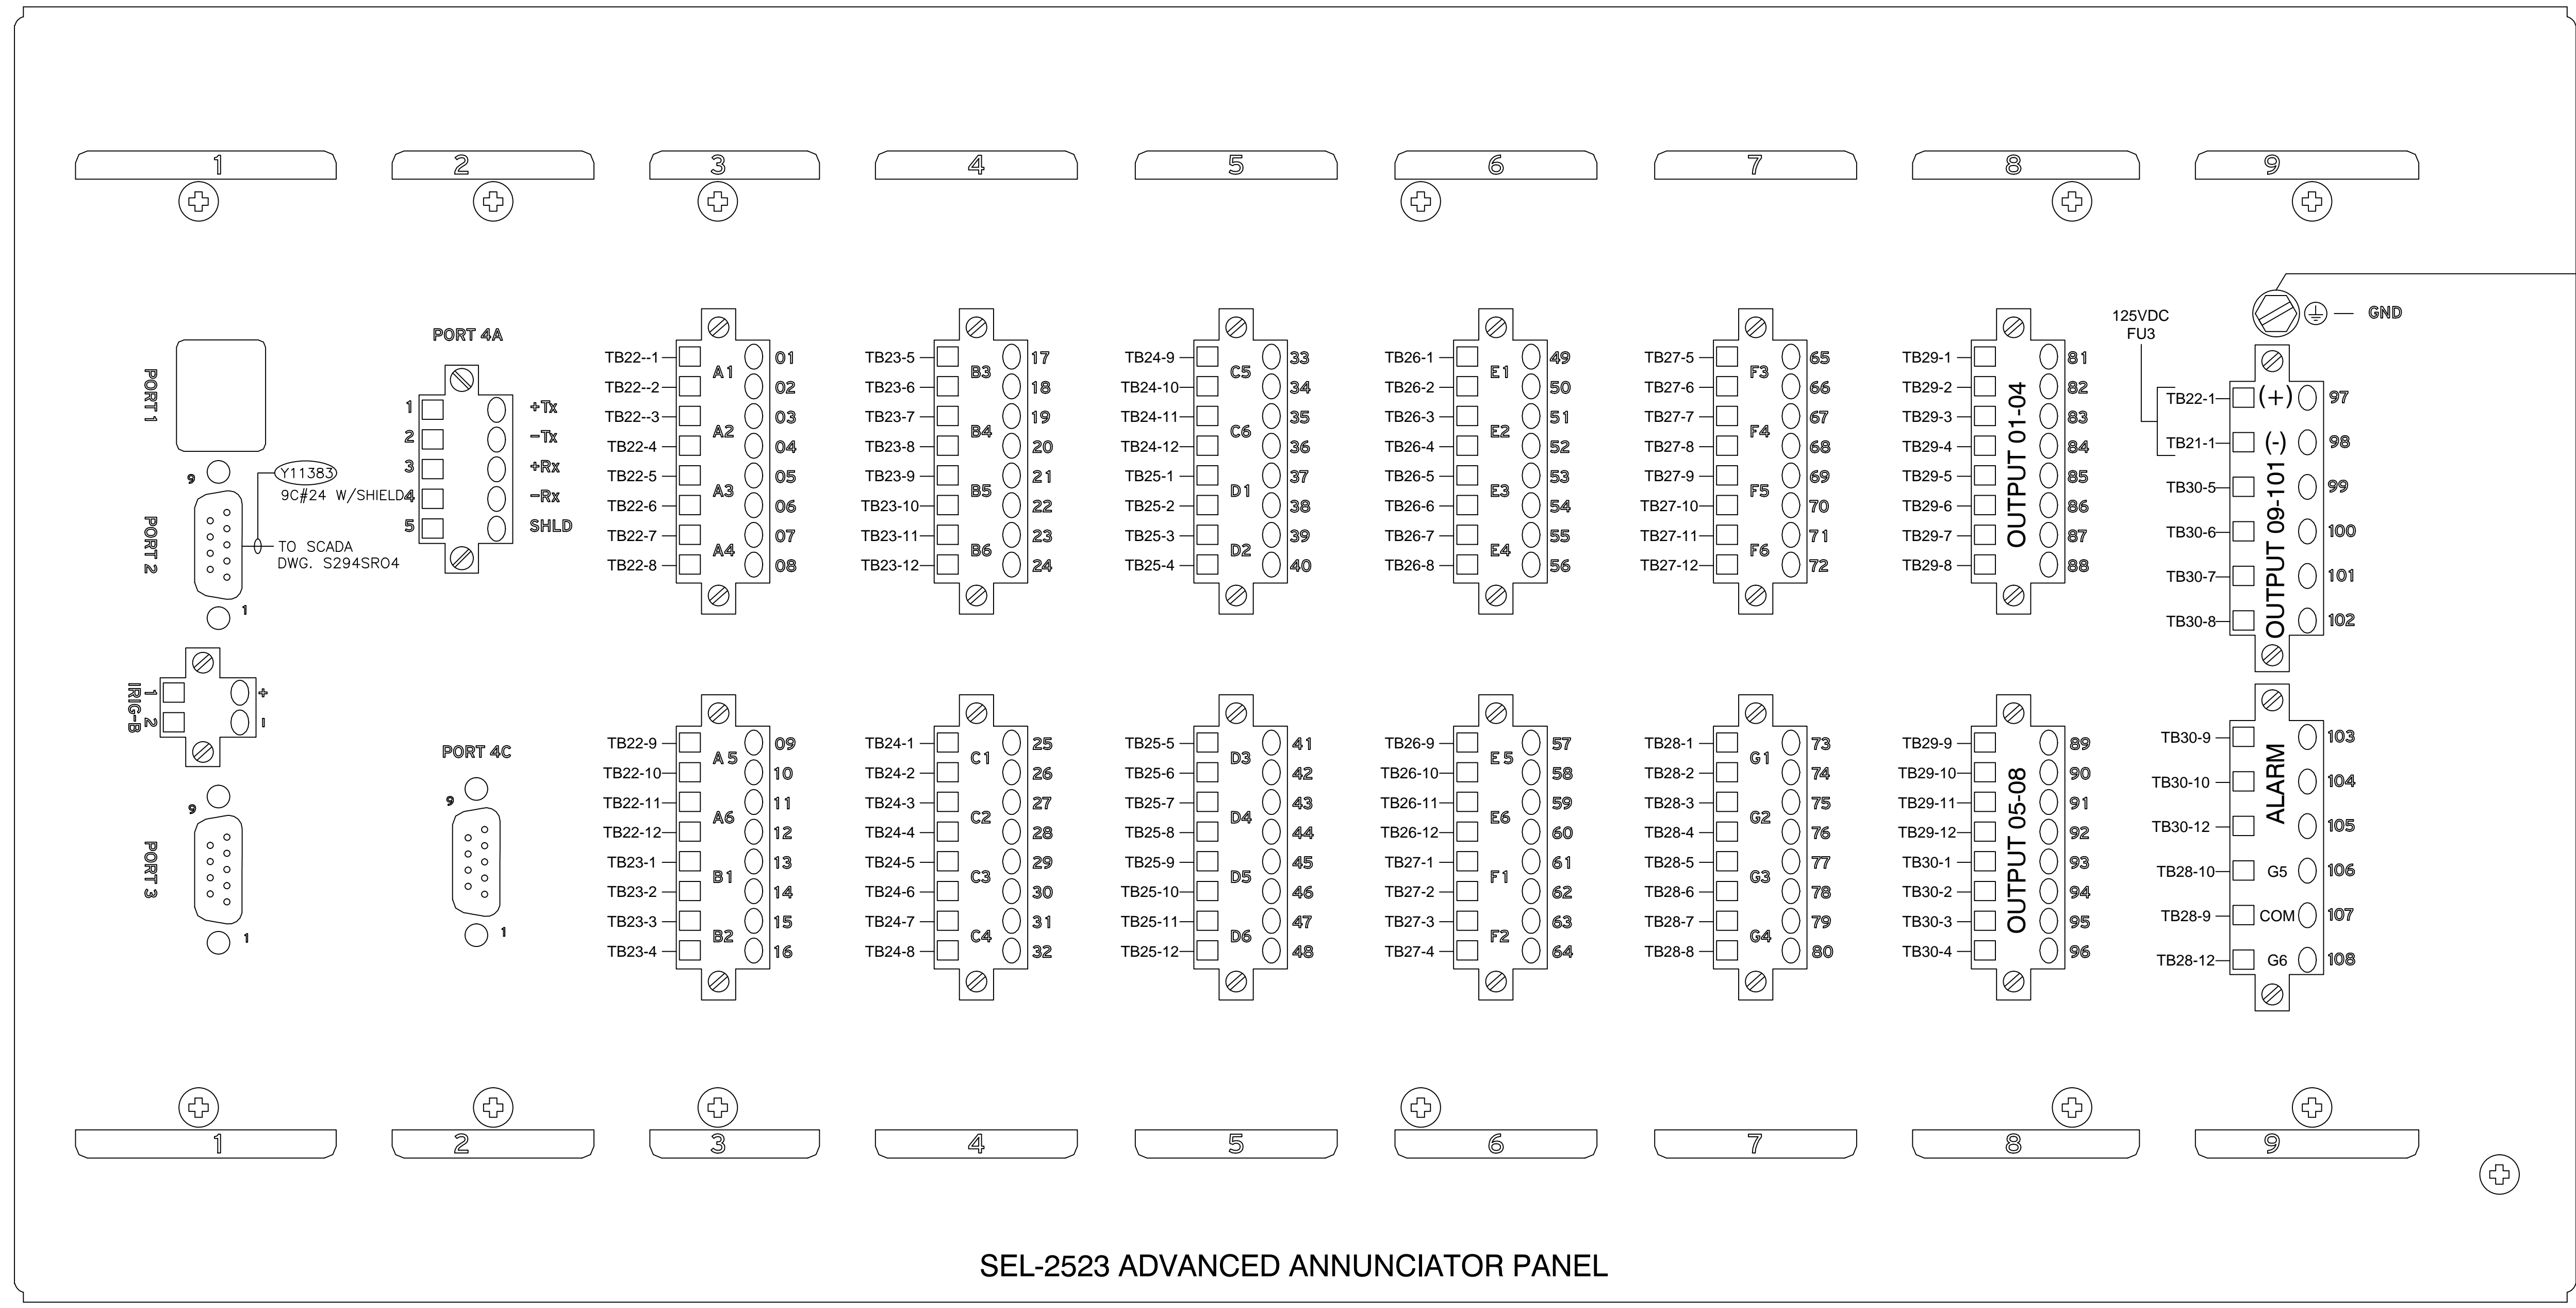 1 2 3 4 5 6 7 8 9
PORT 1
9
Y11383
9C#24 W/SHIELD
PORT 2
TO SCADA
DWG. S294SR04
1
IRIG-B
1 +
2 –
9
PORT 3
1
PORT 4A
1 +Tx
2 –Tx
3 +Rx
4 –Rx
5 SHLD
PORT 4C
9
1
TB22--1 01
A1
TB22--2 02
TB22--3 03
A2
TB22-4 04
TB22-5 05
A3
TB22-6 06
TB22-7 07
A4
TB22-8 08
TB22-9 09
A5
TB22-10 10
TB22-11 11
A6
TB22-12 12
TB23-1 13
B1
TB23-2 14
TB23-3 15
B2
TB23-4 16
TB23-5 17
B3
TB23-6 18
TB23-7 19
B4
TB23-8 20
TB23-9 21
B5
TB23-10 22
TB23-11 23
B6
TB23-12 24
TB24-1 25
C1
TB24-2 26
TB24-3 27
C2
TB24-4 28
TB24-5 29
C3
TB24-6 30
TB24-7 31
C4
TB24-8 32
TB24-9 33
C5
TB24-10 34
TB24-11 35
C6
TB24-12 36
TB25-1 37
D1
TB25-2 38
TB25-3 39
D2
TB25-4 40
TB25-5 41
D3
TB25-6 42
TB25-7 43
D4
TB25-8 44
TB25-9 45
D5
TB25-10 46
TB25-11 47
D6
TB25-12 48
TB26-1 49
E1
TB26-2 50
TB26-3 51
E2
TB26-4 52
TB26-5 53
E3
TB26-6 54
TB26-7 55
E4
TB26-8 56
TB26-9 57
E5
TB26-10 58
TB26-11 59
E6
TB26-12 60
TB27-1 61
F1
TB27-2 62
TB27-3 63
F2
TB27-4 64
TB27-5 65
F3
TB27-6 66
TB27-7 67
F4
TB27-8 68
TB27-9 69
F5
TB27-10 70
TB27-11 71
F6
TB27-12 72
TB28-1 73
G1
TB28-2 74
TB28-3 75
G2
TB28-4 76
TB28-5 77
G3
TB28-6 78
TB28-7 79
G4
TB28-8 80
OUTPUT 01-04
TB29-1 81
TB29-2 82
TB29-3 83
TB29-4 84
TB29-5 85
TB29-6 86
TB29-7 87
TB29-8 88
OUTPUT 05-08
TB29-9 89
TB29-10 90
TB29-11 91
TB29-12 92
TB30-1 93
TB30-2 94
TB30-3 95
TB30-4 96
GND
125VDC
FU3
TB22-1 (+) 97
TB21-1 (-) 98
OUTPUT 09-101
TB30-5 99
TB30-6 100
TB30-7 101
TB30-8 102
ALARM
TB30-9 103
TB30-10 104
TB30-12 105
TB28-10 G5 106
TB28-9 COM 107
TB28-12 G6 108
1 2 3 4 5 6 7 8 9
SEL-2523 ADVANCED ANNUNCIATOR PANEL